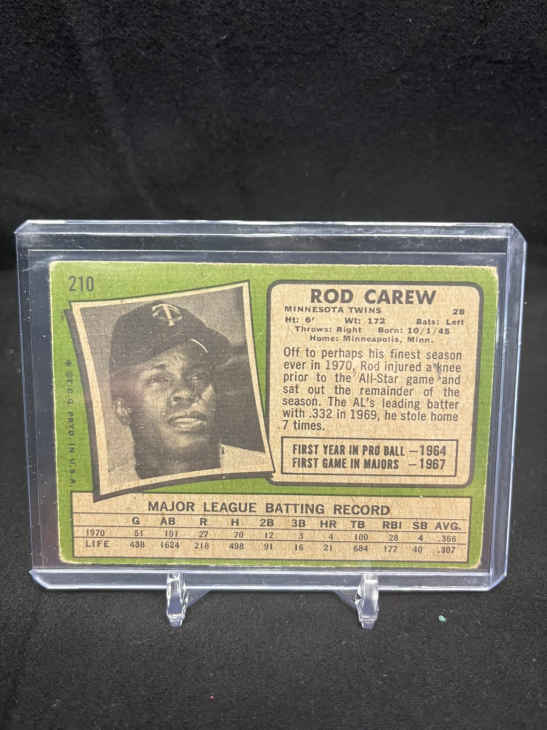 210
ROD CAREW
MINNESOTA TWINS 2B
Ht: 6' Wt: 172 Bats: Left
Throws: Right Born: 10/1/45
Home: Minneapolis, Minn.
Off to perhaps his finest season
ever in 1970, Rod injured a knee
prior to the All-Star game and
sat out the remainder of the
season. The AL's leading batter
with .332 in 1969, he stole home
7 times.
FIRST YEAR IN PRO BALL —1964
FIRST GAME IN MAJORS —1967
© T.C.G. PRTD. IN U.S.A.
MAJOR LEAGUE BATTING RECORD
G AB R H 2B 3B HR TB RBI SB AVG.
1970 51 191 27 70 12 3 4 100 28 4 .366
LIFE 438 1624 218 498 91 16 21 684 172 40 .307